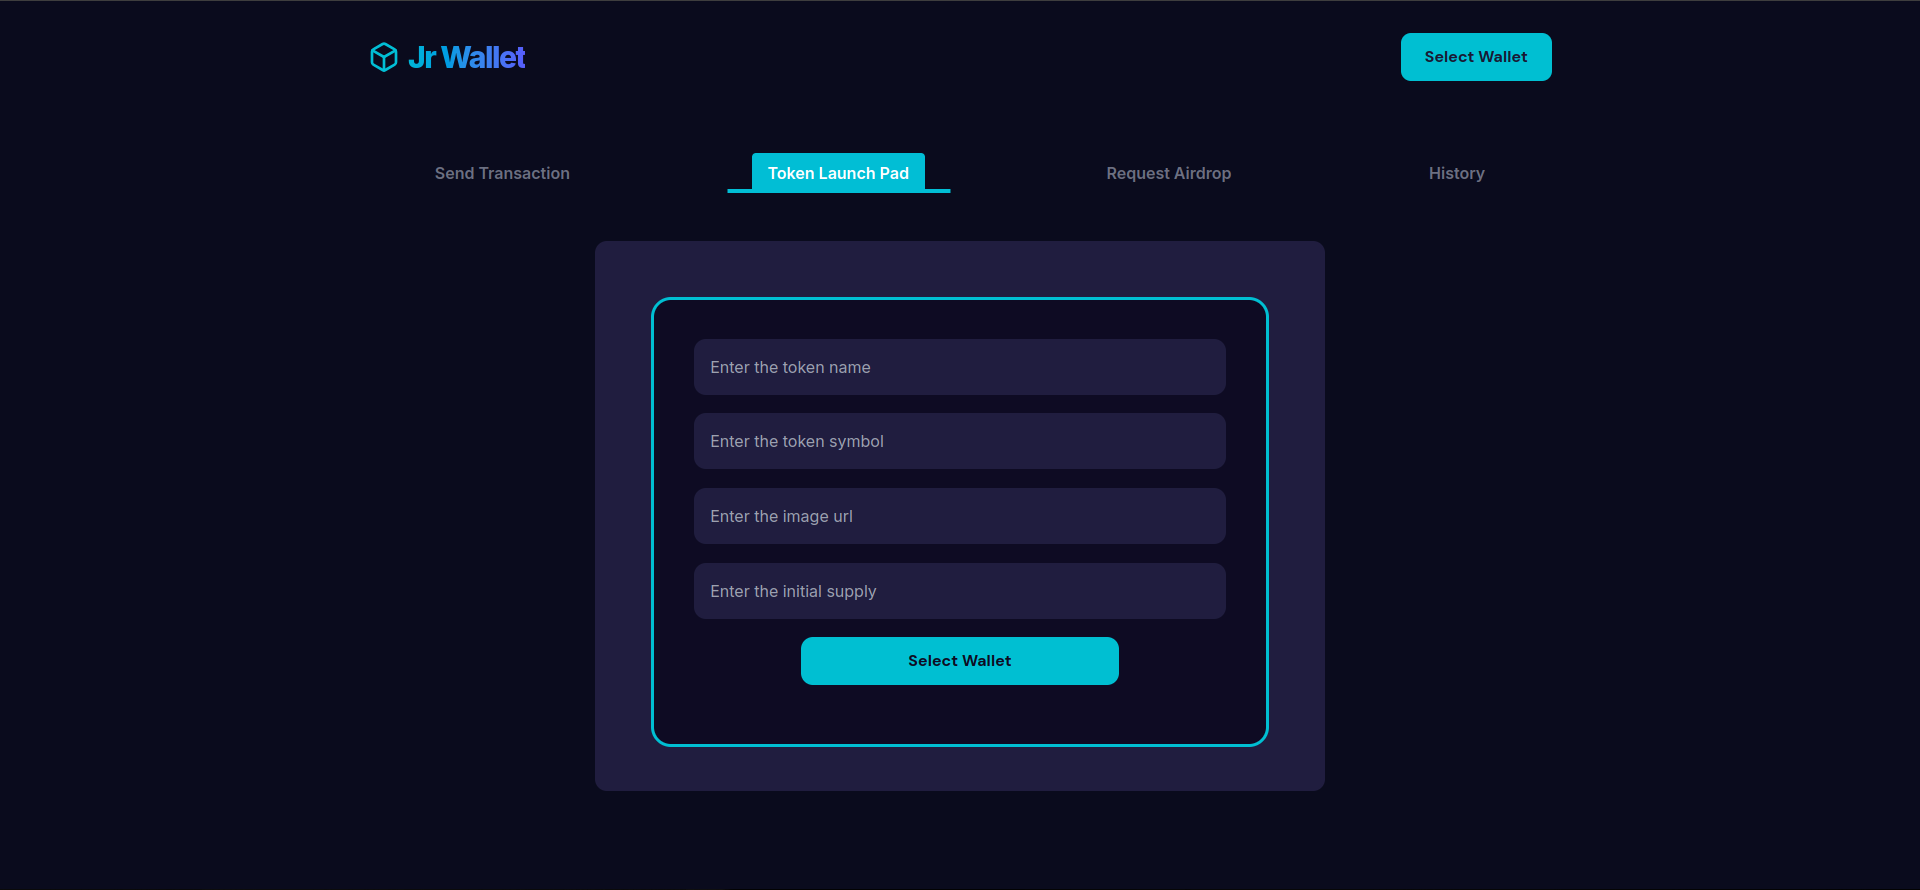 Jr Wallet
Select Wallet
Send Transaction
Token Launch Pad
Request Airdrop
History
Enter the token name
Enter the token symbol
Enter the image url
Enter the initial supply
Select Wallet